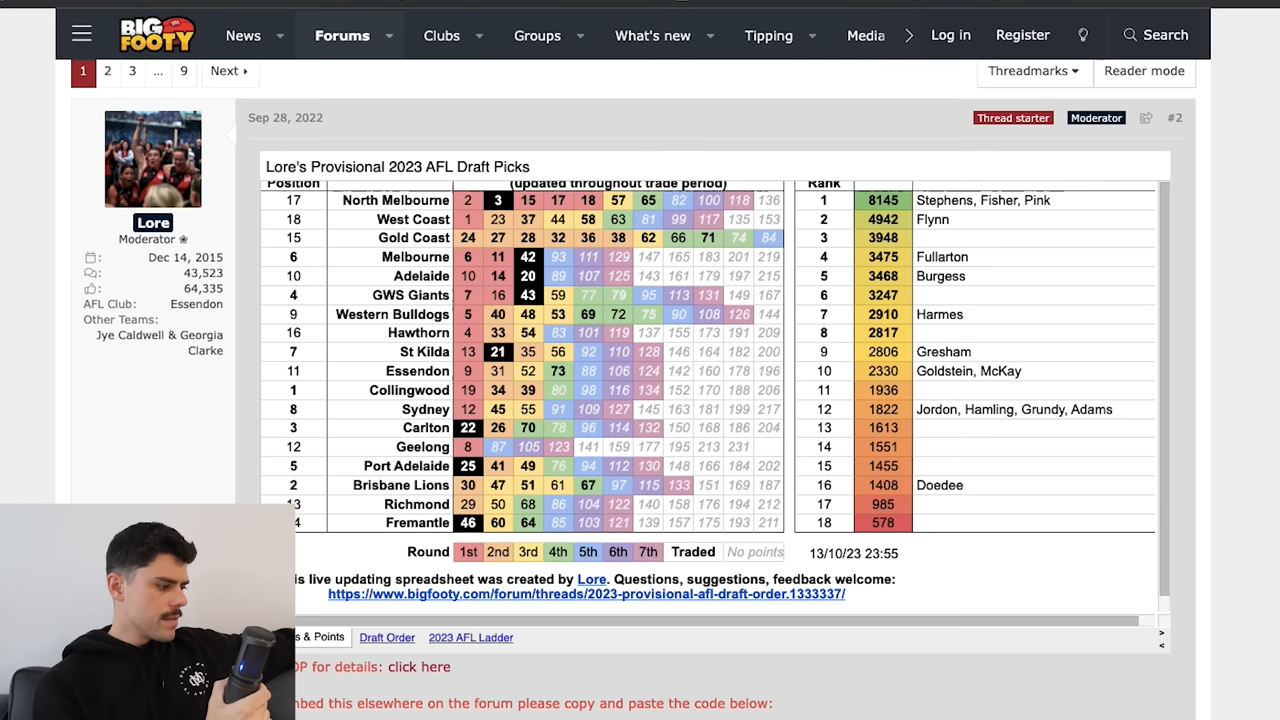 BIG FOOTY
News Forums Clubs Groups What's new Tipping Media Log in Register Search
1 2 3 ... 9 Next Threadmarks Reader mode
Sep 28, 2022 Thread starter Moderator #2
Lore
Moderator
Dec 14, 2015
43,523
64,335
AFL Club: Essendon
Other Teams:
Jye Caldwell & Georgia
Clarke
Lore's Provisional 2023 AFL Draft Picks
Position (updated throughout trade period) Rank
17 North Melbourne 2 3 15 17 18 57 65 82 100 118 136 1 8145 Stephens, Fisher, Pink
18 West Coast 1 23 37 44 58 63 81 99 117 135 153 2 4942 Flynn
15 Gold Coast 24 27 28 32 36 38 62 66 71 74 84 3 3948
6 Melbourne 6 11 42 93 111 129 147 165 183 201 219 4 3475 Fullarton
10 Adelaide 10 14 20 89 107 125 143 161 179 197 215 5 3468 Burgess
4 GWS Giants 7 16 43 59 77 79 95 113 131 149 167 6 3247
9 Western Bulldogs 5 40 48 53 69 72 75 90 108 126 144 7 2910 Harmes
16 Hawthorn 4 33 54 83 101 119 137 155 173 191 209 8 2817
7 St Kilda 13 21 35 56 92 110 128 146 164 182 200 9 2806 Gresham
11 Essendon 9 31 52 73 88 106 124 142 160 178 196 10 2330 Goldstein, McKay
1 Collingwood 19 34 39 80 98 116 134 152 170 188 206 11 1936
8 Sydney 12 45 55 91 109 127 145 163 181 199 217 12 1822 Jordon, Hamling, Grundy, Adams
3 Carlton 22 26 70 78 96 114 132 150 168 186 204 13 1613
12 Geelong 8 87 105 123 141 159 177 195 213 231 14 1551
5 Port Adelaide 25 41 49 76 94 112 130 148 166 184 202 15 1455
2 Brisbane Lions 30 47 51 61 67 97 115 133 151 169 187 16 1408 Doedee
13 Richmond 29 50 68 86 104 122 140 158 176 194 212 17 985
4 Fremantle 46 60 64 85 103 121 139 157 175 193 211 18 578
Round 1st 2nd 3rd 4th 5th 6th 7th Traded No points 13/10/23 23:55
is live updating spreadsheet was created by Lore. Questions, suggestions, feedback welcome:
https://www.bigfooty.com/forum/threads/2023-provisional-afl-draft-order.1333337/
s & Points Draft Order 2023 AFL Ladder
OP for details: click here
nbed this elsewhere on the forum please copy and paste the code below: